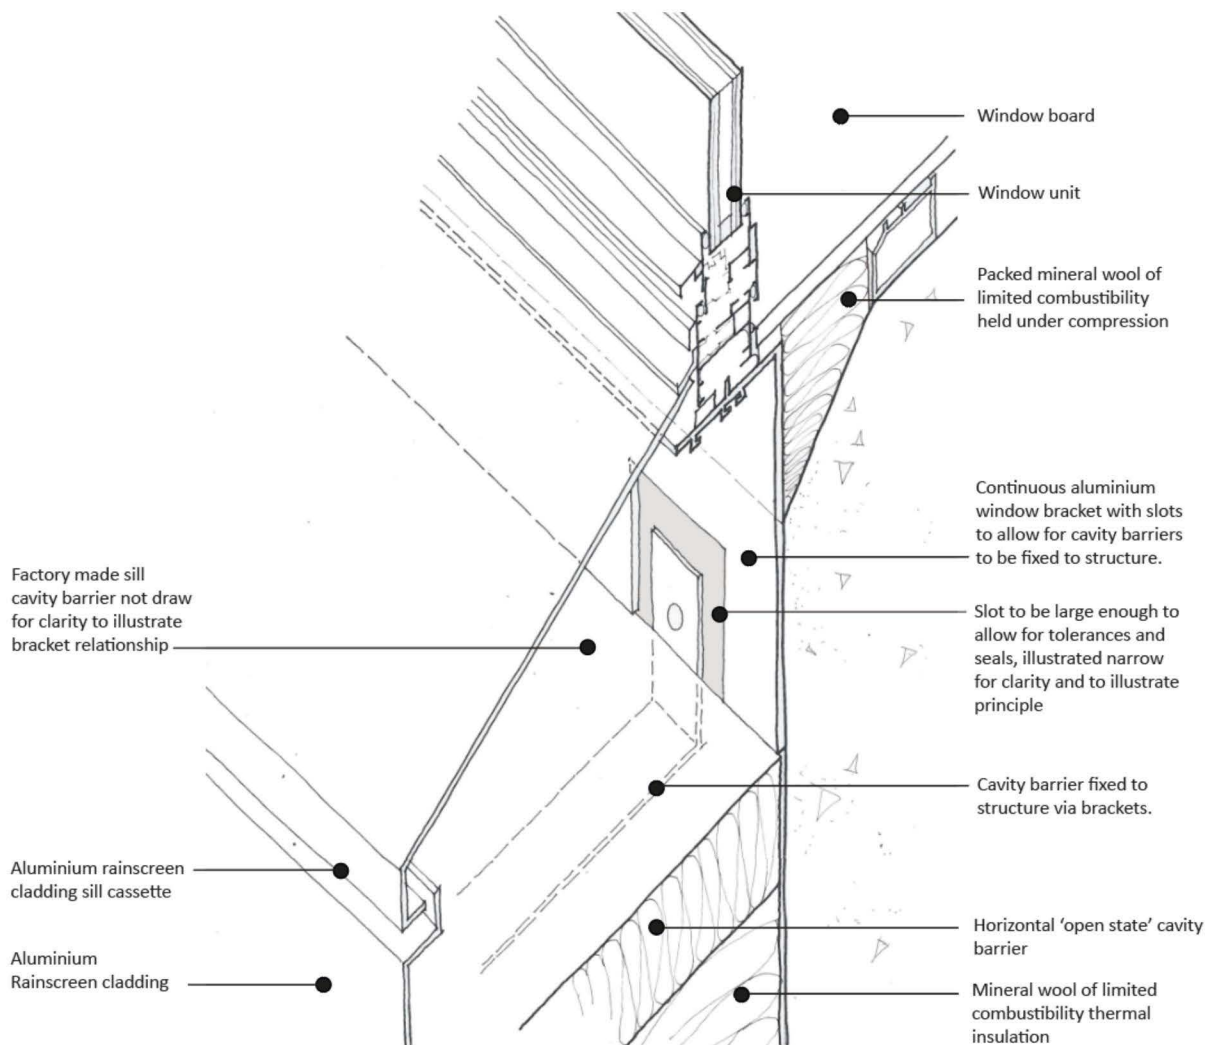 Window board
Window unit
Packed mineral wool of
limited combustibility
held under compression
Continuous aluminium
window bracket with slots
to allow for cavity barriers
to be fixed to structure.
Factory made sill
cavity barrier not draw
for clarity to illustrate
bracket relationship
Slot to be large enough to
allow for tolerances and
seals, illustrated narrow
for clarity and to illustrate
principle
Cavity barrier fixed to
structure via brackets.
Aluminium rainscreen
cladding sill cassette
Horizontal ‘open state’ cavity
barrier
Aluminium
Rainscreen cladding
Mineral wool of limited
combustibility thermal
insulation